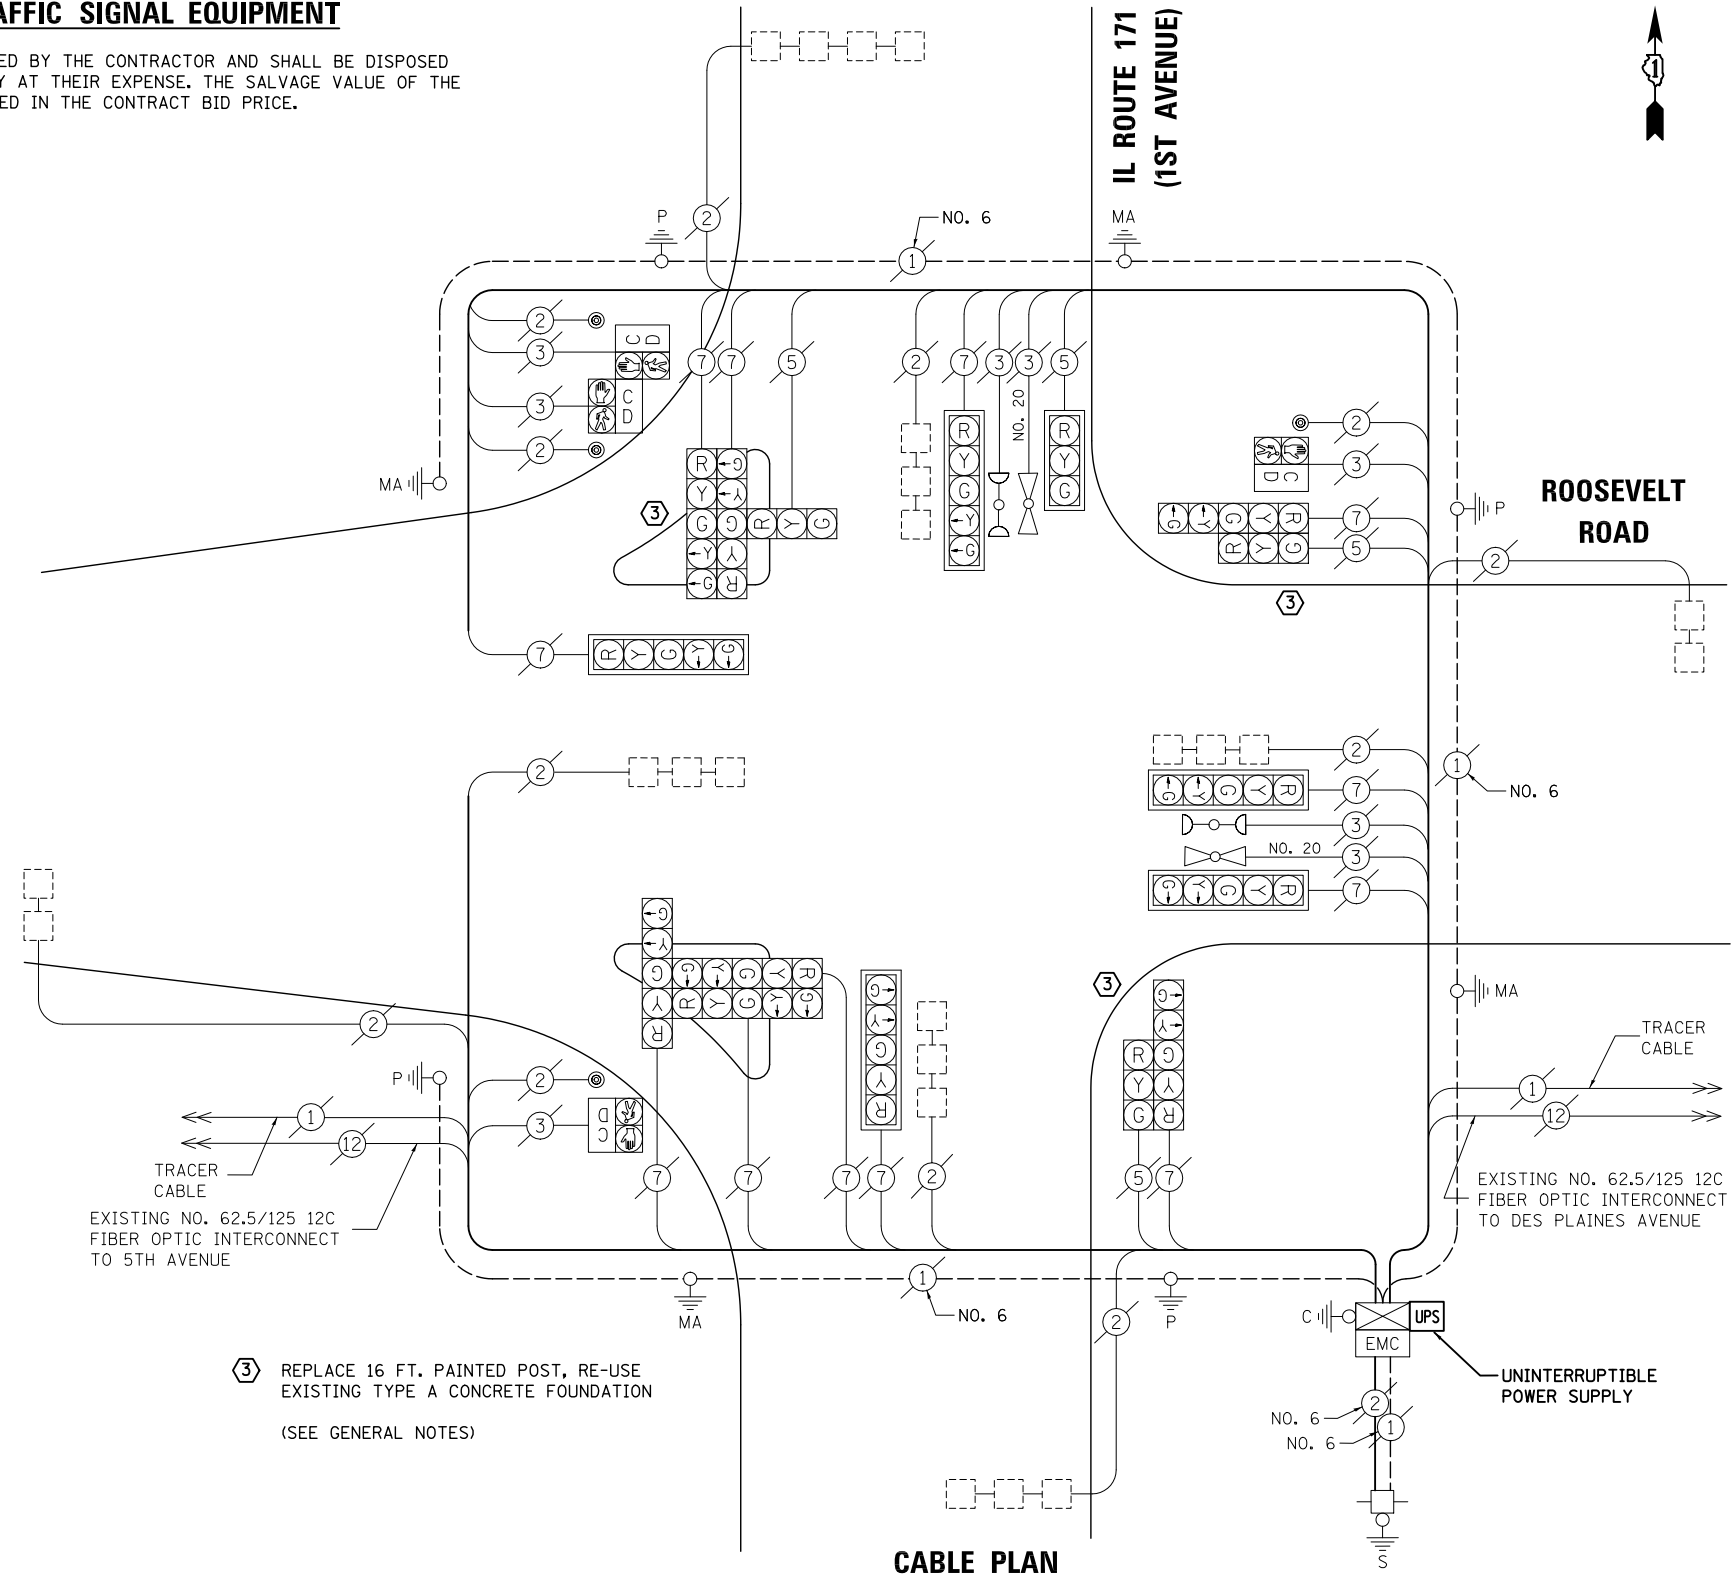 AFFIC SIGNAL EQUIPMENT
ED BY THE CONTRACTOR AND SHALL BE DISPOSED
Y AT THEIR EXPENSE. THE SALVAGE VALUE OF THE
ED IN THE CONTRACT BID PRICE.
IL ROUTE 171
(1ST AVENUE)
1
P
2
NO. 6
1
MA
2
3
3
2
C D
C D
MA
7
7
5
2
7
3
3
5
NO. 20
R Y G Y G
R Y G
R Y G Y G
G Y G Y R
R Y G
3
2
3
C D
7
5
G Y G Y R
R Y G
3
P
ROOSEVELT
ROAD
2
7
R Y G Y G
2
2
G Y G Y R
7
3
NO. 20
3
G Y G Y R
7
1
NO. 6
G Y G Y R
G Y G Y R
R Y G Y G
G Y G Y R
3
G Y G Y R
R Y G
MA
2
P
2
3
C D
1
12
TRACER
CABLE
EXISTING NO. 62.5/125 12C
FIBER OPTIC INTERCONNECT
TO 5TH AVENUE
7
7
7
7
2
5
7
TRACER
CABLE
1
12
EXISTING NO. 62.5/125 12C
FIBER OPTIC INTERCONNECT
TO DES PLAINES AVENUE
MA
1
NO. 6
P
2
C
UPS
EMC
UNINTERRUPTIBLE
POWER SUPPLY
NO. 6
2
NO. 6
1
S
3 REPLACE 16 FT. PAINTED POST, RE-USE
EXISTING TYPE A CONCRETE FOUNDATION
(SEE GENERAL NOTES)
CABLE PLAN